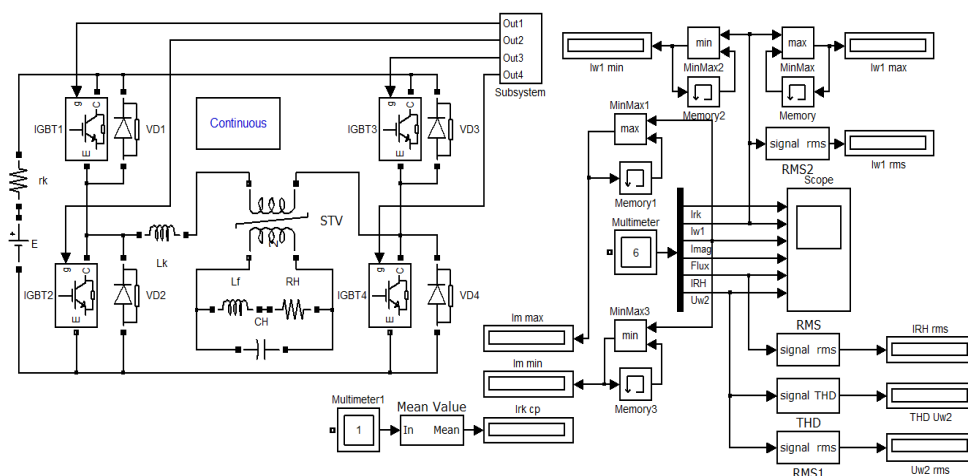 Out1
Out2
Out3
Out4
Subsystem
min
MinMax2
max
MinMax
Iw1 min
Iw1 max
Memory2
Memory
g
C
E
IGBT1
VD1
Continuous
g
C
E
IGBT3
VD3
MinMax1
max
Memory1
signal rms
RMS2
Iw1 rms
Scope
rk
+
E
Lk
STV
2
Multimeter
6
Irk
Iw1
Imag
Flux
IRH
Uw2
g
C
E
IGBT2
VD2
Lf
RH
CH
g
C
E
IGBT4
VD4
MinMax3
min
Memory3
Im max
Im min
RMS
signal rms
IRH rms
signal THD
THD
THD Uw2
signal rms
RMS1
Uw2 rms
Multimeter1
1
Mean Value
In
Mean
Irk cp